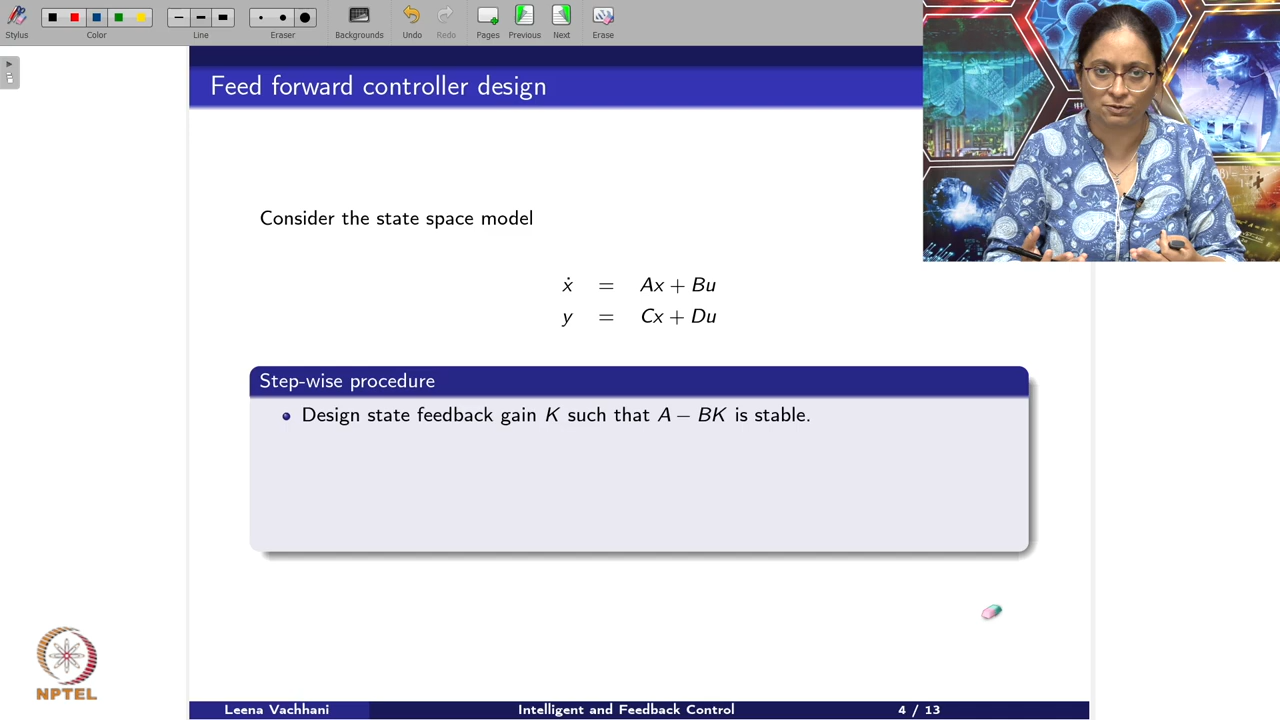 Stylus
Color
Line
Eraser
Backgrounds
Undo
Redo
Pages
Previous
Next
Erase
Feed forward controller design
Consider the state space model
ẋ = Ax + Bu
y = Cx + Du
Step-wise procedure
Design state feedback gain K such that A − BK is stable.
NPTEL
Leena Vachhani
Intelligent and Feedback Control
4 / 13